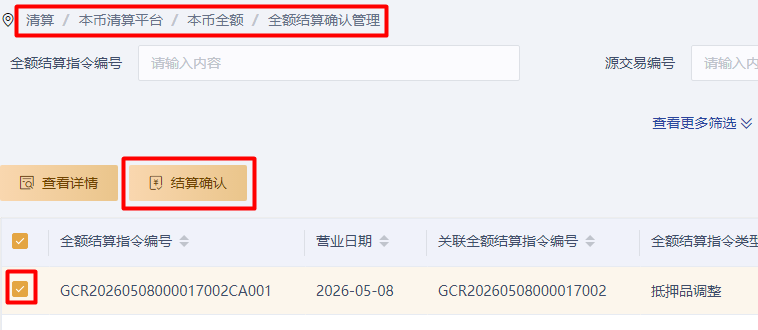 清算 / 本币清算平台 / 本币全额 / 全额结算确认管理
全额结算指令编号 请输入内容 源交易编号 请输入内
查看更多筛选
查看详情 结算确认
全额结算指令编号 营业日期 关联全额结算指令编号 全额结算指令类型
GCR20260508000017002CA001 2026-05-08 GCR20260508000017002 抵押品调整